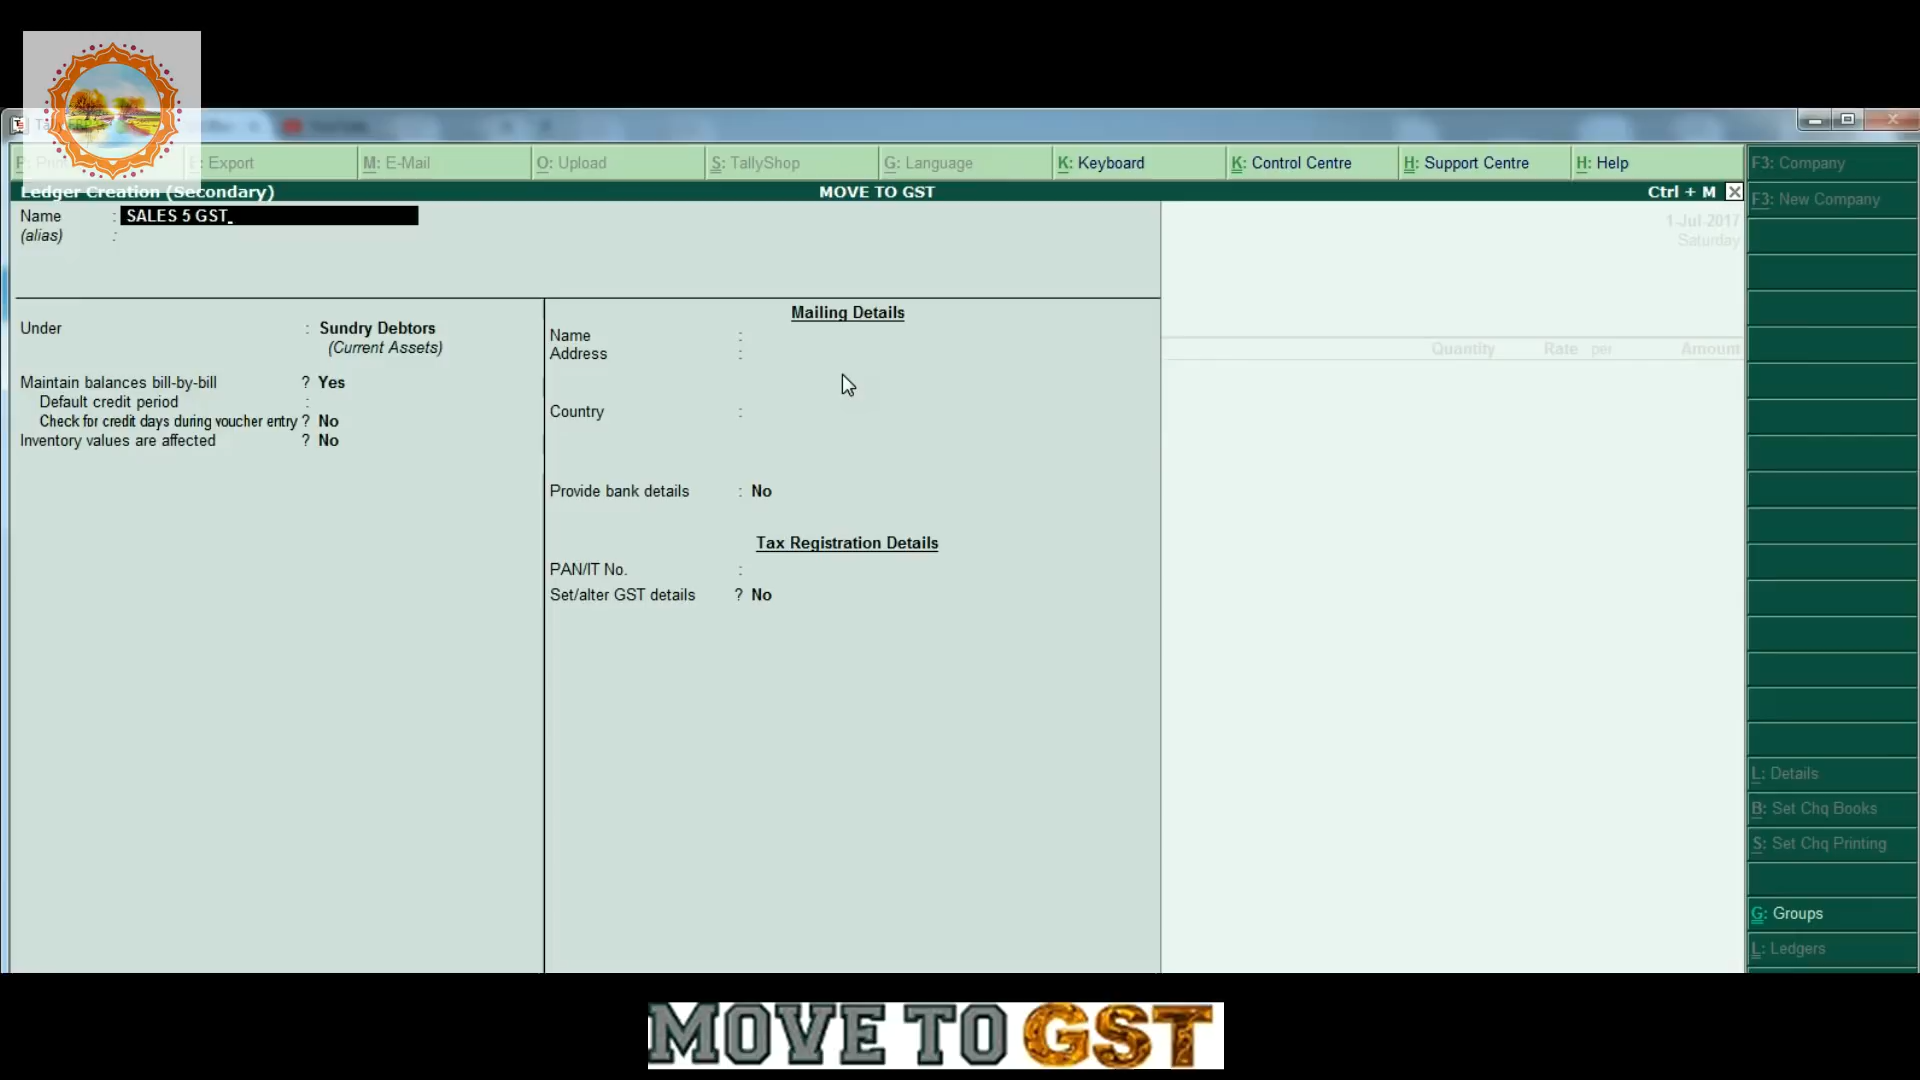 E: Export
M: E-Mail
O: Upload
S: TallyShop
G: Language
K: Keyboard
K: Control Centre
H: Support Centre
H: Help
Ledger Creation (Secondary)
MOVE TO GST
Ctrl + M
Name : SALES 5 GST
(alias) :
Under : Sundry Debtors
(Current Assets)
Maintain balances bill-by-bill ? Yes
Default credit period :
Check for credit days during voucher entry ? No
Inventory values are affected ? No
Mailing Details
Name :
Address :
Country :
Provide bank details : No
Tax Registration Details
PAN/IT No. :
Set/alter GST details ? No
1-Jul-2017
Saturday
Quantity Rate per Amount
F3: Company
F3: New Company
L: Details
B: Set Chq Books
S: Set Chq Printing
G: Groups
L: Ledgers
MOVE TO GST